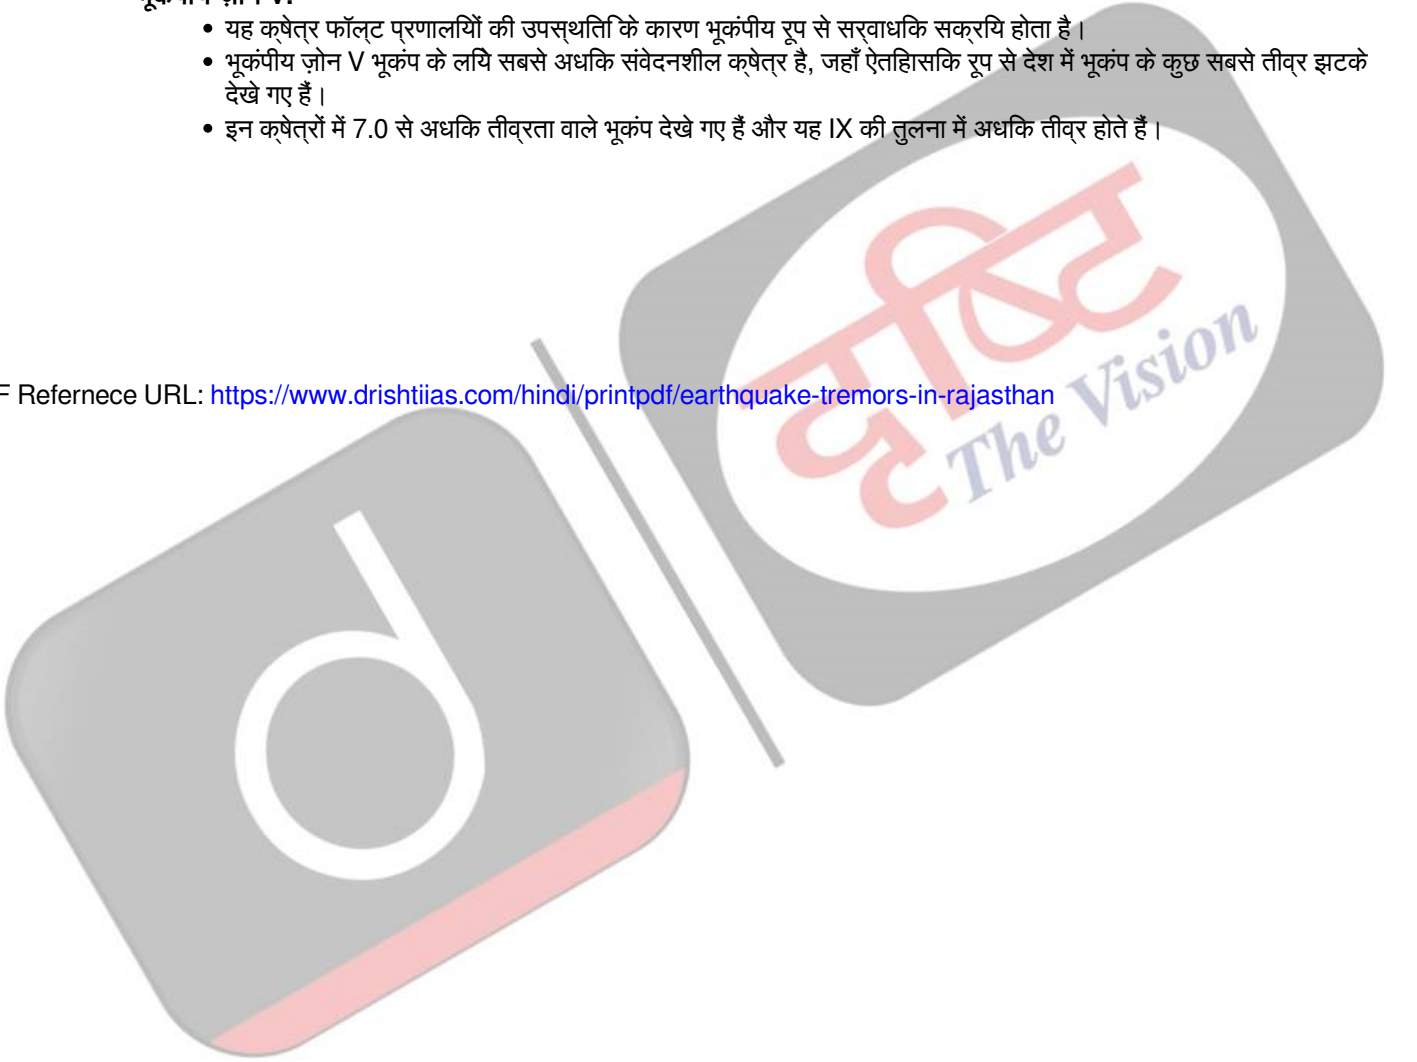 भूकंपीय ज़ोन V:
• यह क्षेत्र फॉल्ट प्रणालियों की उपस्थिति के कारण भूकंपीय रूप से सर्वाधिक सक्रिय होता है।
• भूकंपीय ज़ोन V भूकंप के लिये सबसे अधिक संवेदनशील क्षेत्र है, जहाँ ऐतिहासिक रूप से देश में भूकंप के कुछ सबसे तीव्र झटके
देखे गए हैं।
• इन क्षेत्रों में 7.0 से अधिक तीव्रता वाले भूकंप देखे गए हैं और यह IX की तुलना में अधिक तीव्र होते हैं।
दृष्टि
The Vision
F Refernece URL: https://www.drishtiias.com/hindi/printpdf/earthquake-tremors-in-rajasthan
d